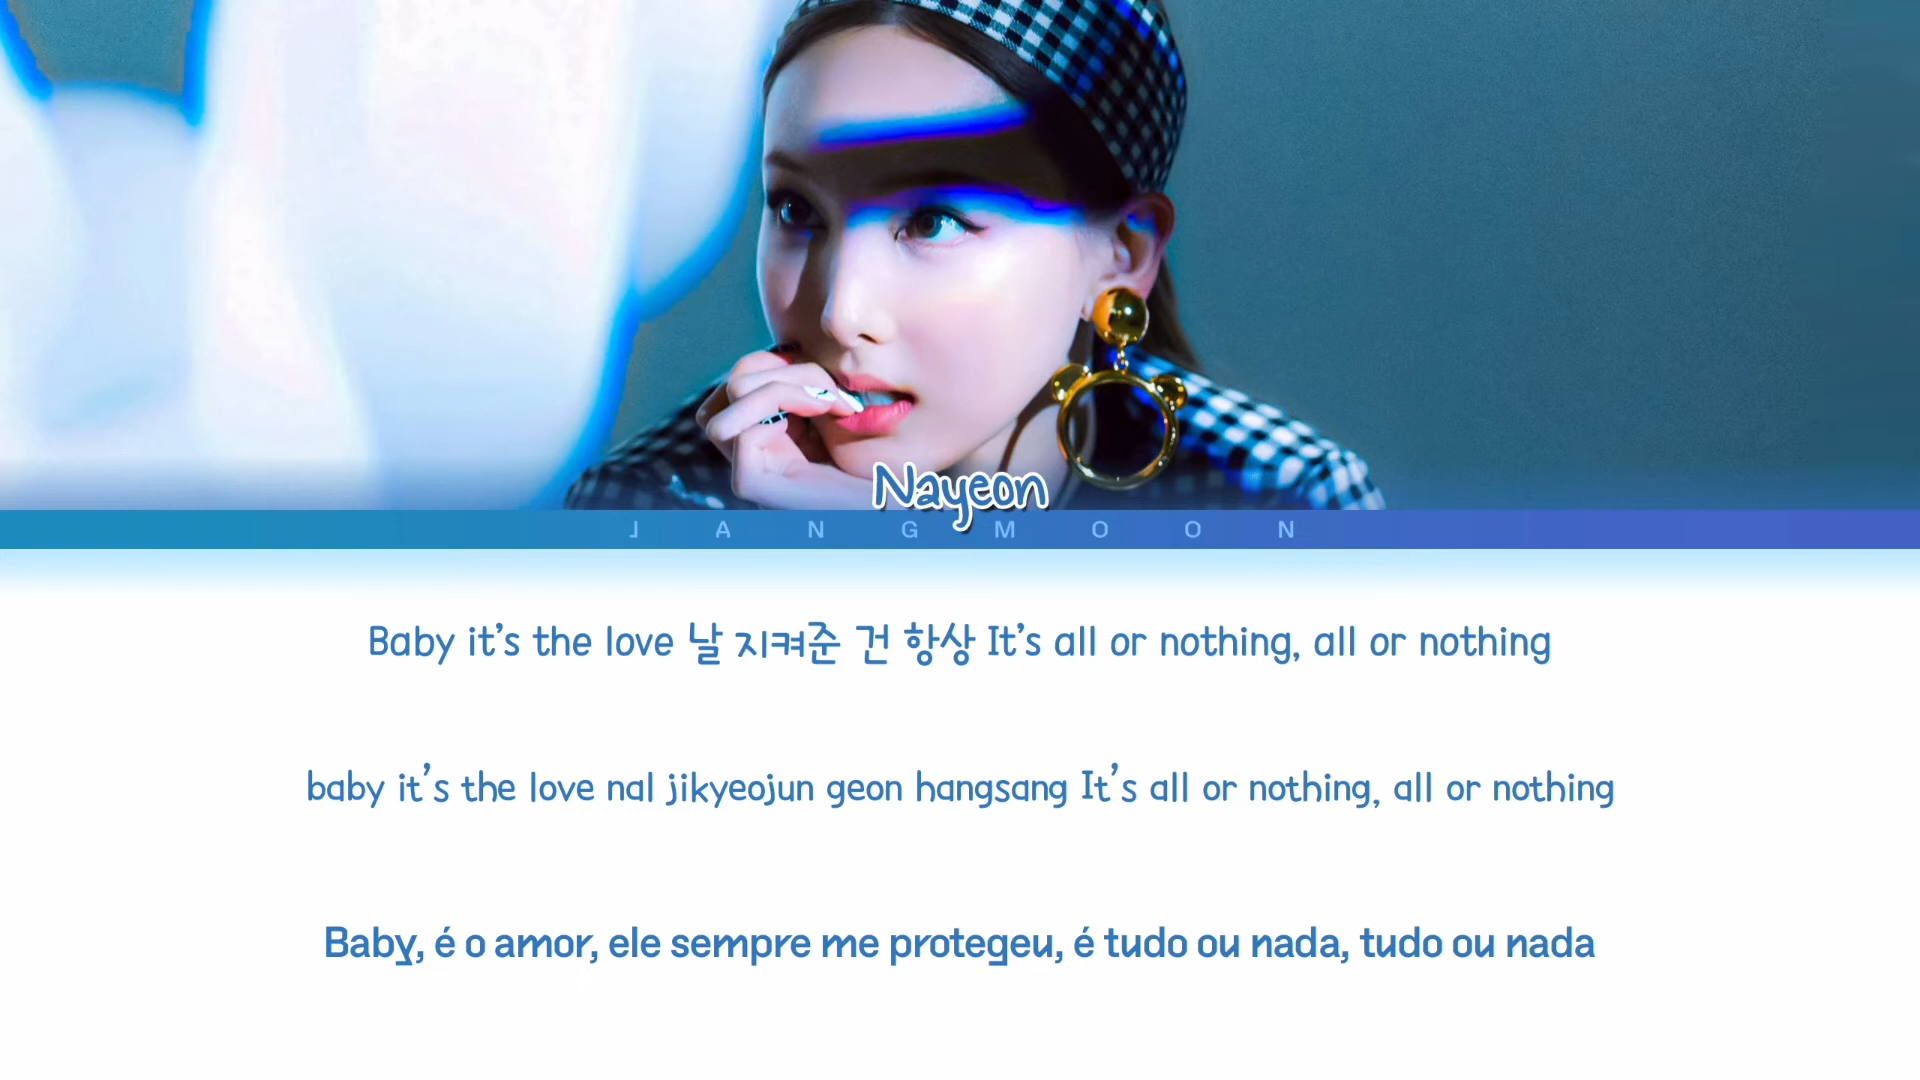 Nayeon
JANGMOON
Baby it's the love 날 지켜준 건 항상 It's all or nothing, all or nothing
baby it's the love nal jikyeojun geon hangsang It's all or nothing, all or nothing
Baby, é o amor, ele sempre me protegeu, é tudo ou nada, tudo ou nada